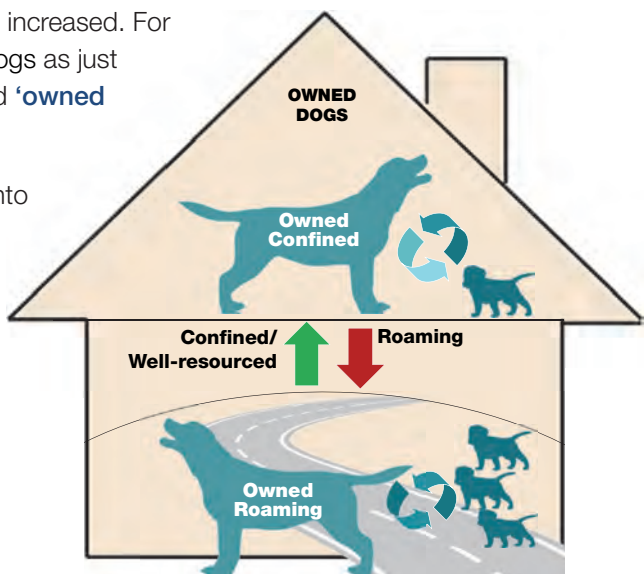 increased. For
ogs as just
d ‘owned
nto
OWNED
DOGS
Owned
Confined
Confined/
Well-resourced
Roaming
Owned
Roaming